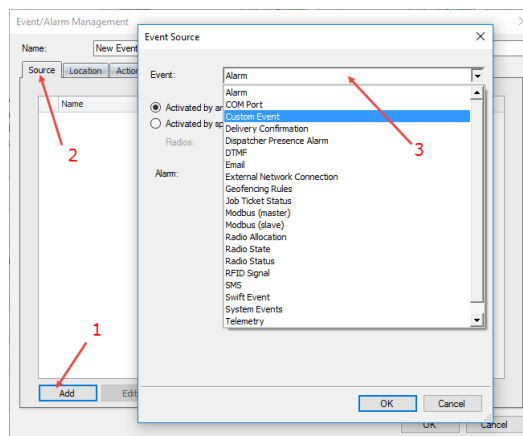 Event/Alarm Management
Name:
New Event
Source
Location
Action
Name
2
1
Add
Edit
Event Source
Event:
Alarm
Alarm
COM Port
Custom Event
Delivery Confirmation
Dispatcher Presence Alarm
DTMF
Email
External Network Connection
Geofencing Rules
Job Ticket Status
Modbus (master)
Modbus (slave)
Radio Allocation
Radio State
Radio Status
RFID Signal
SMS
Swift Event
System Events
Telemetry
Activated by
Activated by
Radios:
Alarm:
3
OK
Cancel
OK
Cancel